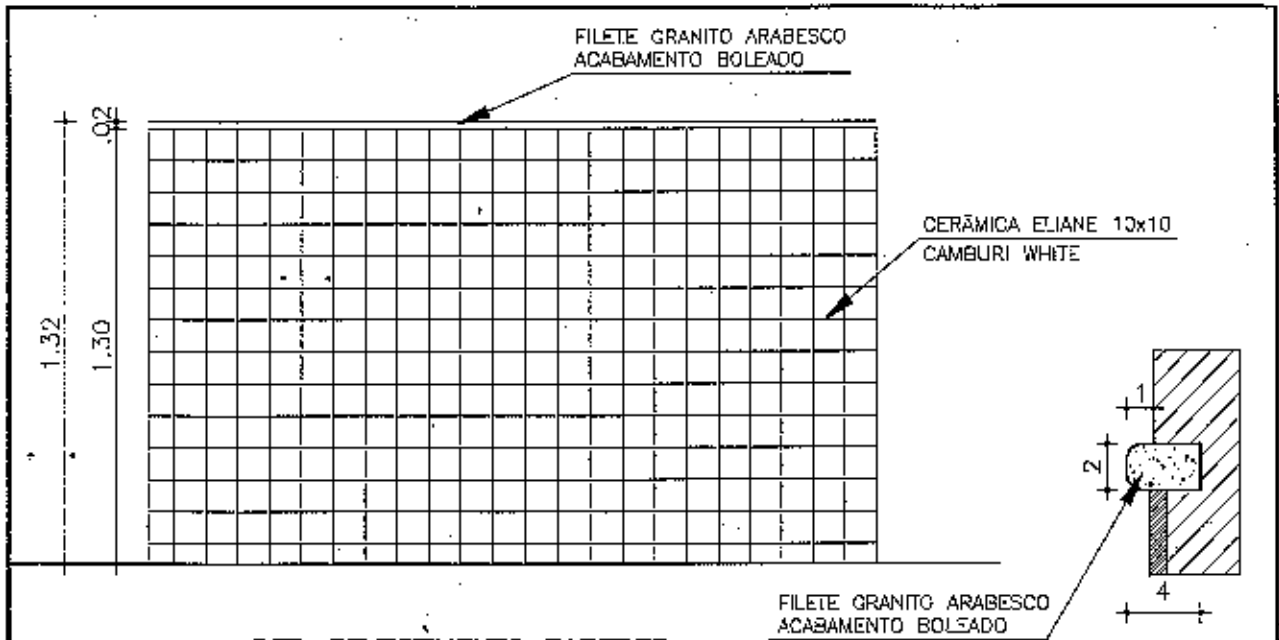 FILETE GRANITO ARABESCO
ACABAMENTO BOLEADO
.02
1.32
1.30
CERÂMICA ELIANE 10x10
CAMBURI WHITE
1
2
4
FILETE GRANITO ARABESCO
ACABAMENTO BOLEADO